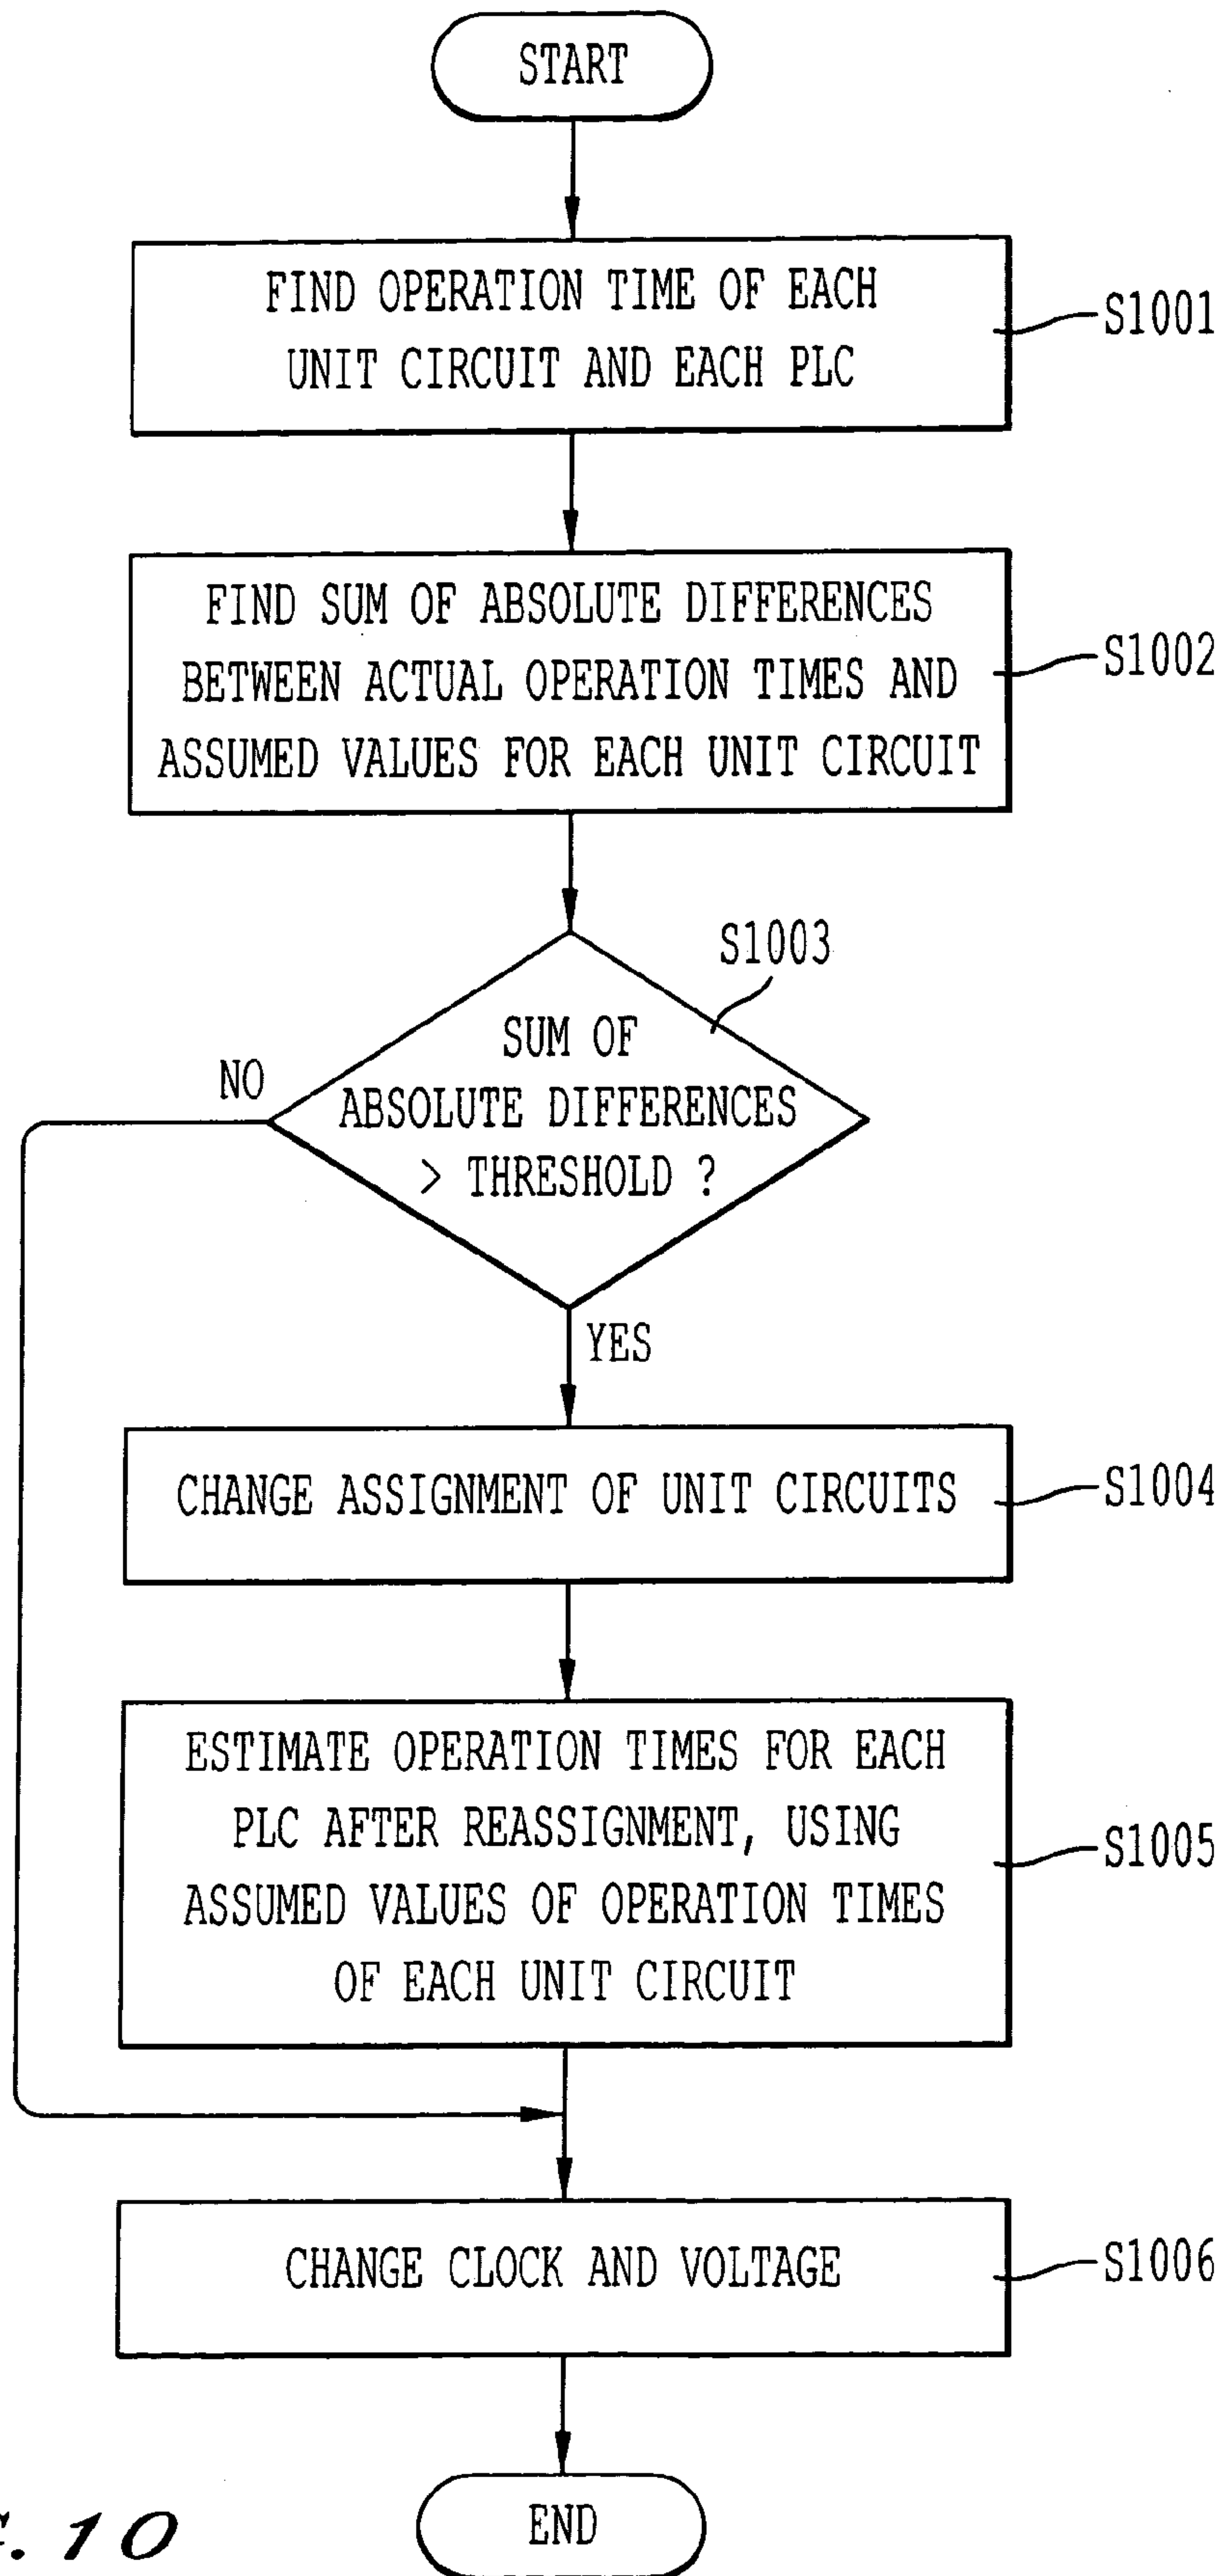 START
FIND OPERATION TIME OF EACH
UNIT CIRCUIT AND EACH PLC
S1001
FIND SUM OF ABSOLUTE DIFFERENCES
BETWEEN ACTUAL OPERATION TIMES AND
ASSUMED VALUES FOR EACH UNIT CIRCUIT
S1002
S1003
SUM OF
ABSOLUTE DIFFERENCES
> THRESHOLD ?
NO
YES
CHANGE ASSIGNMENT OF UNIT CIRCUITS
S1004
ESTIMATE OPERATION TIMES FOR EACH
PLC AFTER REASSIGNMENT, USING
ASSUMED VALUES OF OPERATION TIMES
OF EACH UNIT CIRCUIT
S1005
CHANGE CLOCK AND VOLTAGE
S1006
END
. 10